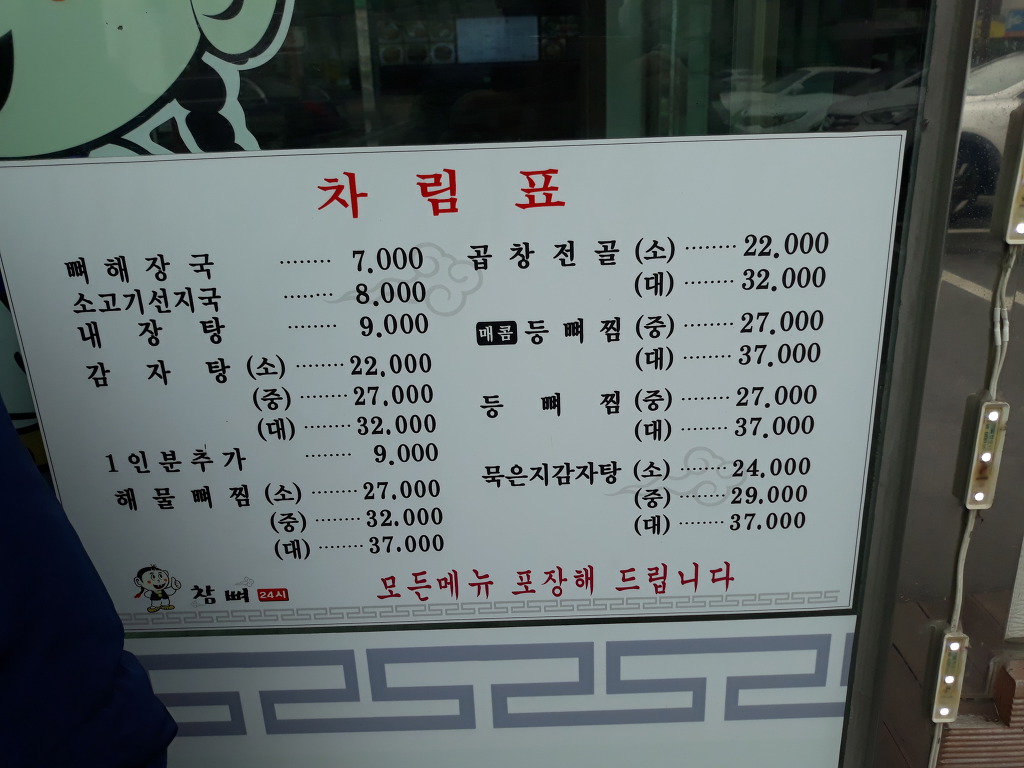 차림표
뼈해장국 ········ 7.000
소고기선지국 ········ 8.000
내장탕 ········ 9.000
감자탕 (소) ········ 22.000
(중) ········ 27.000
(대) ········ 32.000
1인분추가 ········ 9.000
해물뼈찜 (소) ········ 27.000
(중) ········ 32.000
(대) ········ 37.000
곱창전골 (소) ········ 22.000
(대) ········ 32.000
매콤 등뼈찜 (중) ········ 27.000
(대) ········ 37.000
등뼈찜 (중) ········ 27.000
(대) ········ 37.000
묵은지감자탕 (소) ········ 24.000
(중) ········ 29.000
(대) ········ 37.000
참뼈 24시
모든메뉴 포장해 드립니다